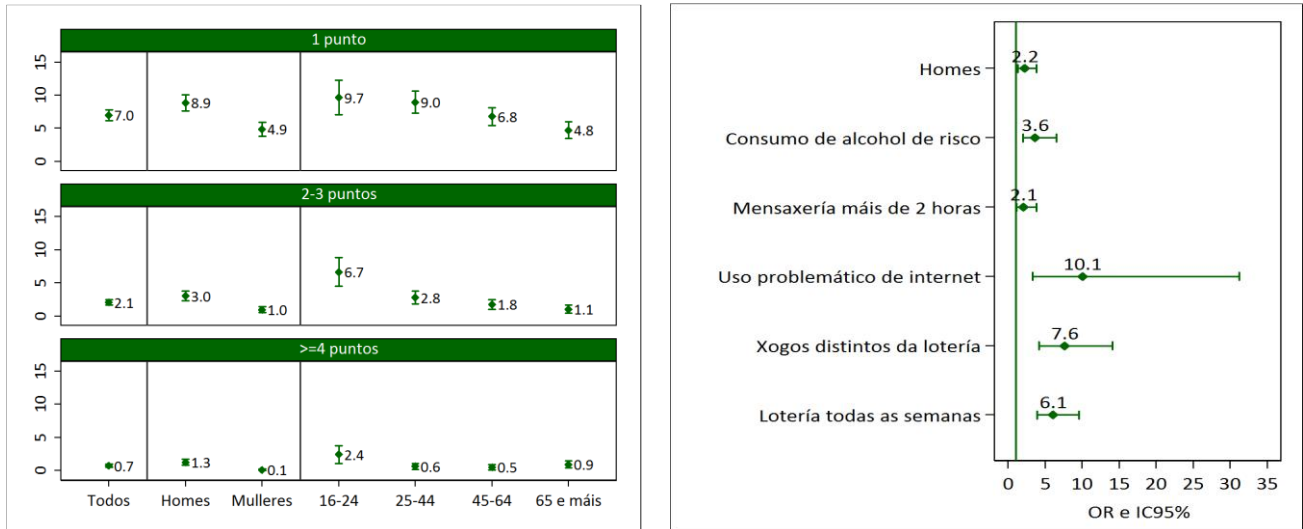 1 punto
15
10
5
0
7.0
8.9
4.9
9.7
9.0
6.8
4.8
2-3 puntos
15
10
5
0
2.1
3.0
1.0
6.7
2.8
1.8
1.1
>=4 puntos
15
10
5
0
0.7
1.3
0.1
2.4
0.6
0.5
0.9
Todos Homes Mulleres 16-24 25-44 45-64 65 e máis
Homes 2.2
Consumo de alcohol de risco 3.6
Mensaxería máis de 2 horas 2.1
Uso problemático de internet 10.1
Xogos distintos da lotería 7.6
Lotería todas as semanas 6.1
0 5 10 15 20 25 30 35
OR e IC95%